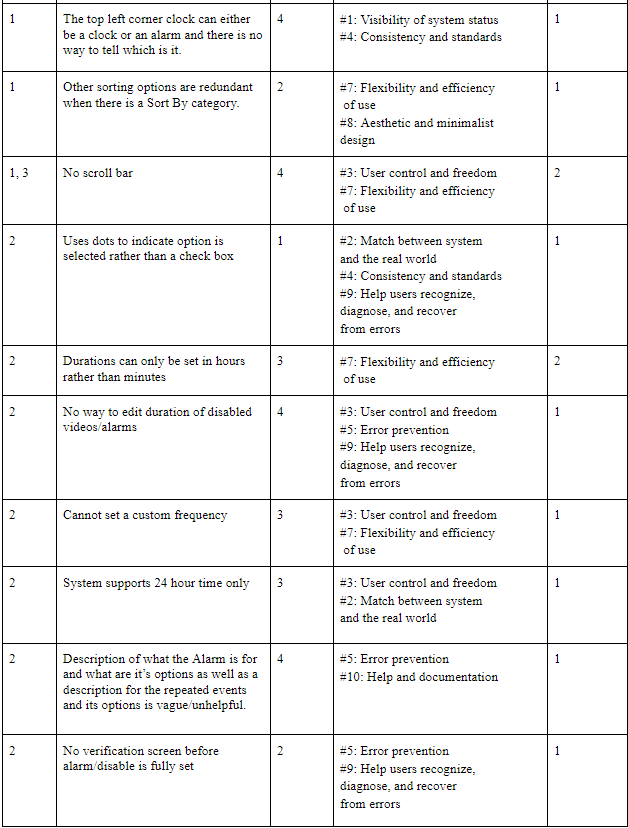 1
The top left corner clock can either
be a clock or an alarm and there is no
way to tell which is it.
4
#1: Visibility of system status
#4: Consistency and standards
1
1
Other sorting options are redundant
when there is a Sort By category.
2
#7: Flexibility and efficiency
of use
#8: Aesthetic and minimalist
design
1
1, 3
No scroll bar
4
#3: User control and freedom
#7: Flexibility and efficiency
of use
2
2
Uses dots to indicate option is
selected rather than a check box
1
#2: Match between system
and the real world
#4: Consistency and standards
#9: Help users recognize,
diagnose, and recover
from errors
1
2
Durations can only be set in hours
rather than minutes
3
#7: Flexibility and efficiency
of use
2
2
No way to edit duration of disabled
videos/alarms
4
#3: User control and freedom
#5: Error prevention
#9: Help users recognize,
diagnose, and recover
from errors
1
2
Cannot set a custom frequency
3
#3: User control and freedom
#7: Flexibility and efficiency
of use
1
2
System supports 24 hour time only
3
#3: User control and freedom
#2: Match between system
and the real world
1
2
Description of what the Alarm is for
and what are it’s options as well as a
description for the repeated events
and its options is vague/unhelpful.
4
#5: Error prevention
#10: Help and documentation
1
2
No verification screen before
alarm/disable is fully set
2
#5: Error prevention
#9: Help users recognize,
diagnose, and recover
from errors
1